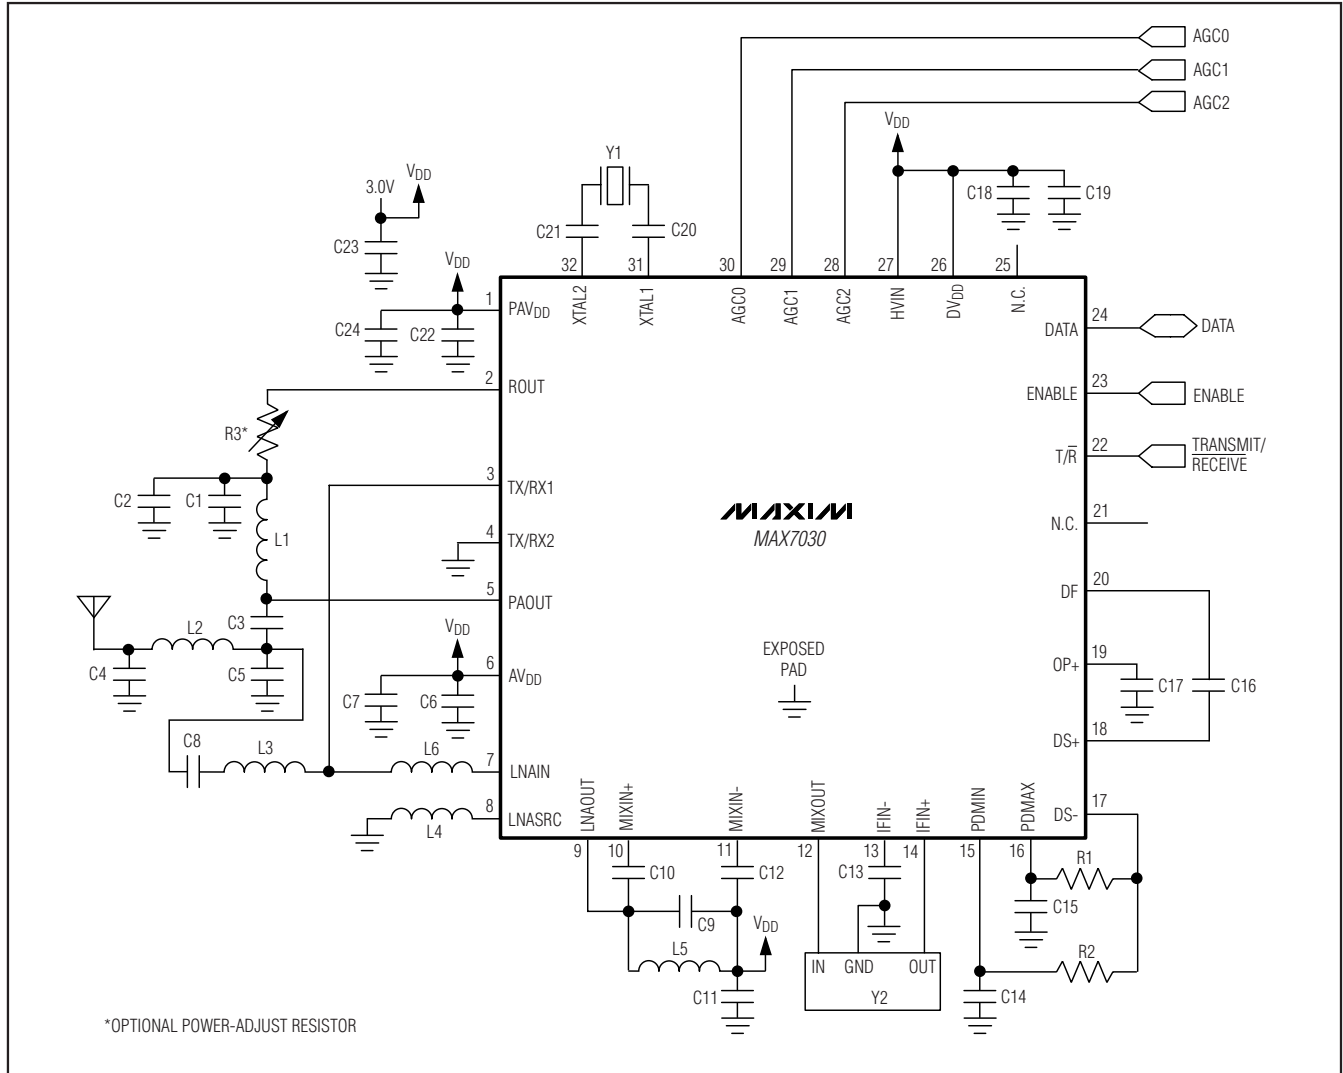 AGC0
AGC1
AGC2
VDD
Y1
3.0V
VDD
C23
C21
C20
C18
C19
VDD
32
31
30
29
28
27
26
25
XTAL2
XTAL1
AGC0
AGC1
AGC2
HVIN
DVDD
N.C.
1
PAVDD
C24
C22
DATA
24
DATA
2
ROUT
ENABLE
23
ENABLE
R3*
T/R̅
22
TRANSMIT/
R̅E̅C̅E̅I̅V̅E̅
C2
C1
3
TX/RX1
MAXIM
MAX7030
N.C.
21
L1
4
TX/RX2
5
PAOUT
DF
20
C3
L2
C4
C5
VDD
6
AVDD
C7
C6
EXPOSED
PAD
OP+
19
C17
C16
DS+
18
C8
L3
L6
7
LNAIN
L4
8
LNASRC
LNAOUT
MIXIN+
MIXIN-
MIXOUT
IFIN-
IFIN+
PDMIN
PDMAX
DS-
17
9
10
11
12
13
14
15
16
C10
C12
C13
R1
C15
C9
VDD
L5
C11
IN
GND
OUT
Y2
R2
C14
*OPTIONAL POWER-ADJUST RESISTOR